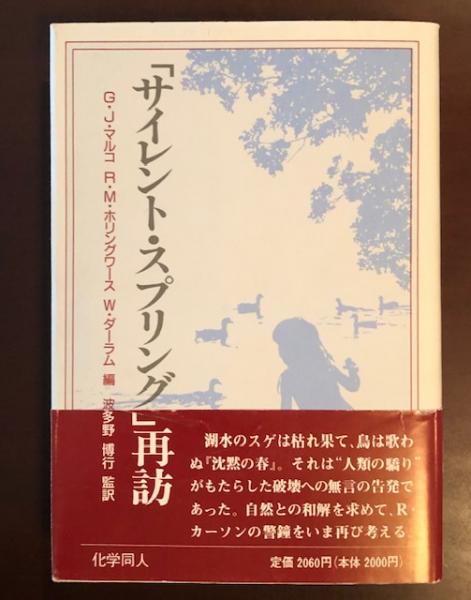 「サイレント・スプリング」再訪
G・J・マルコ R・M・ホリングワース W・ダーラム 編 波多野 博行 監訳
湖水のスゲは枯れ果て、鳥は歌わ
ぬ『沈黙の春』。それは“人類の驕り”
がもたらした破壊への無言の告発で
あった。自然との和解を求めて、R・
カーソンの警鐘をいま再び考える。
化学同人
定価 2060円(本体 2000円)